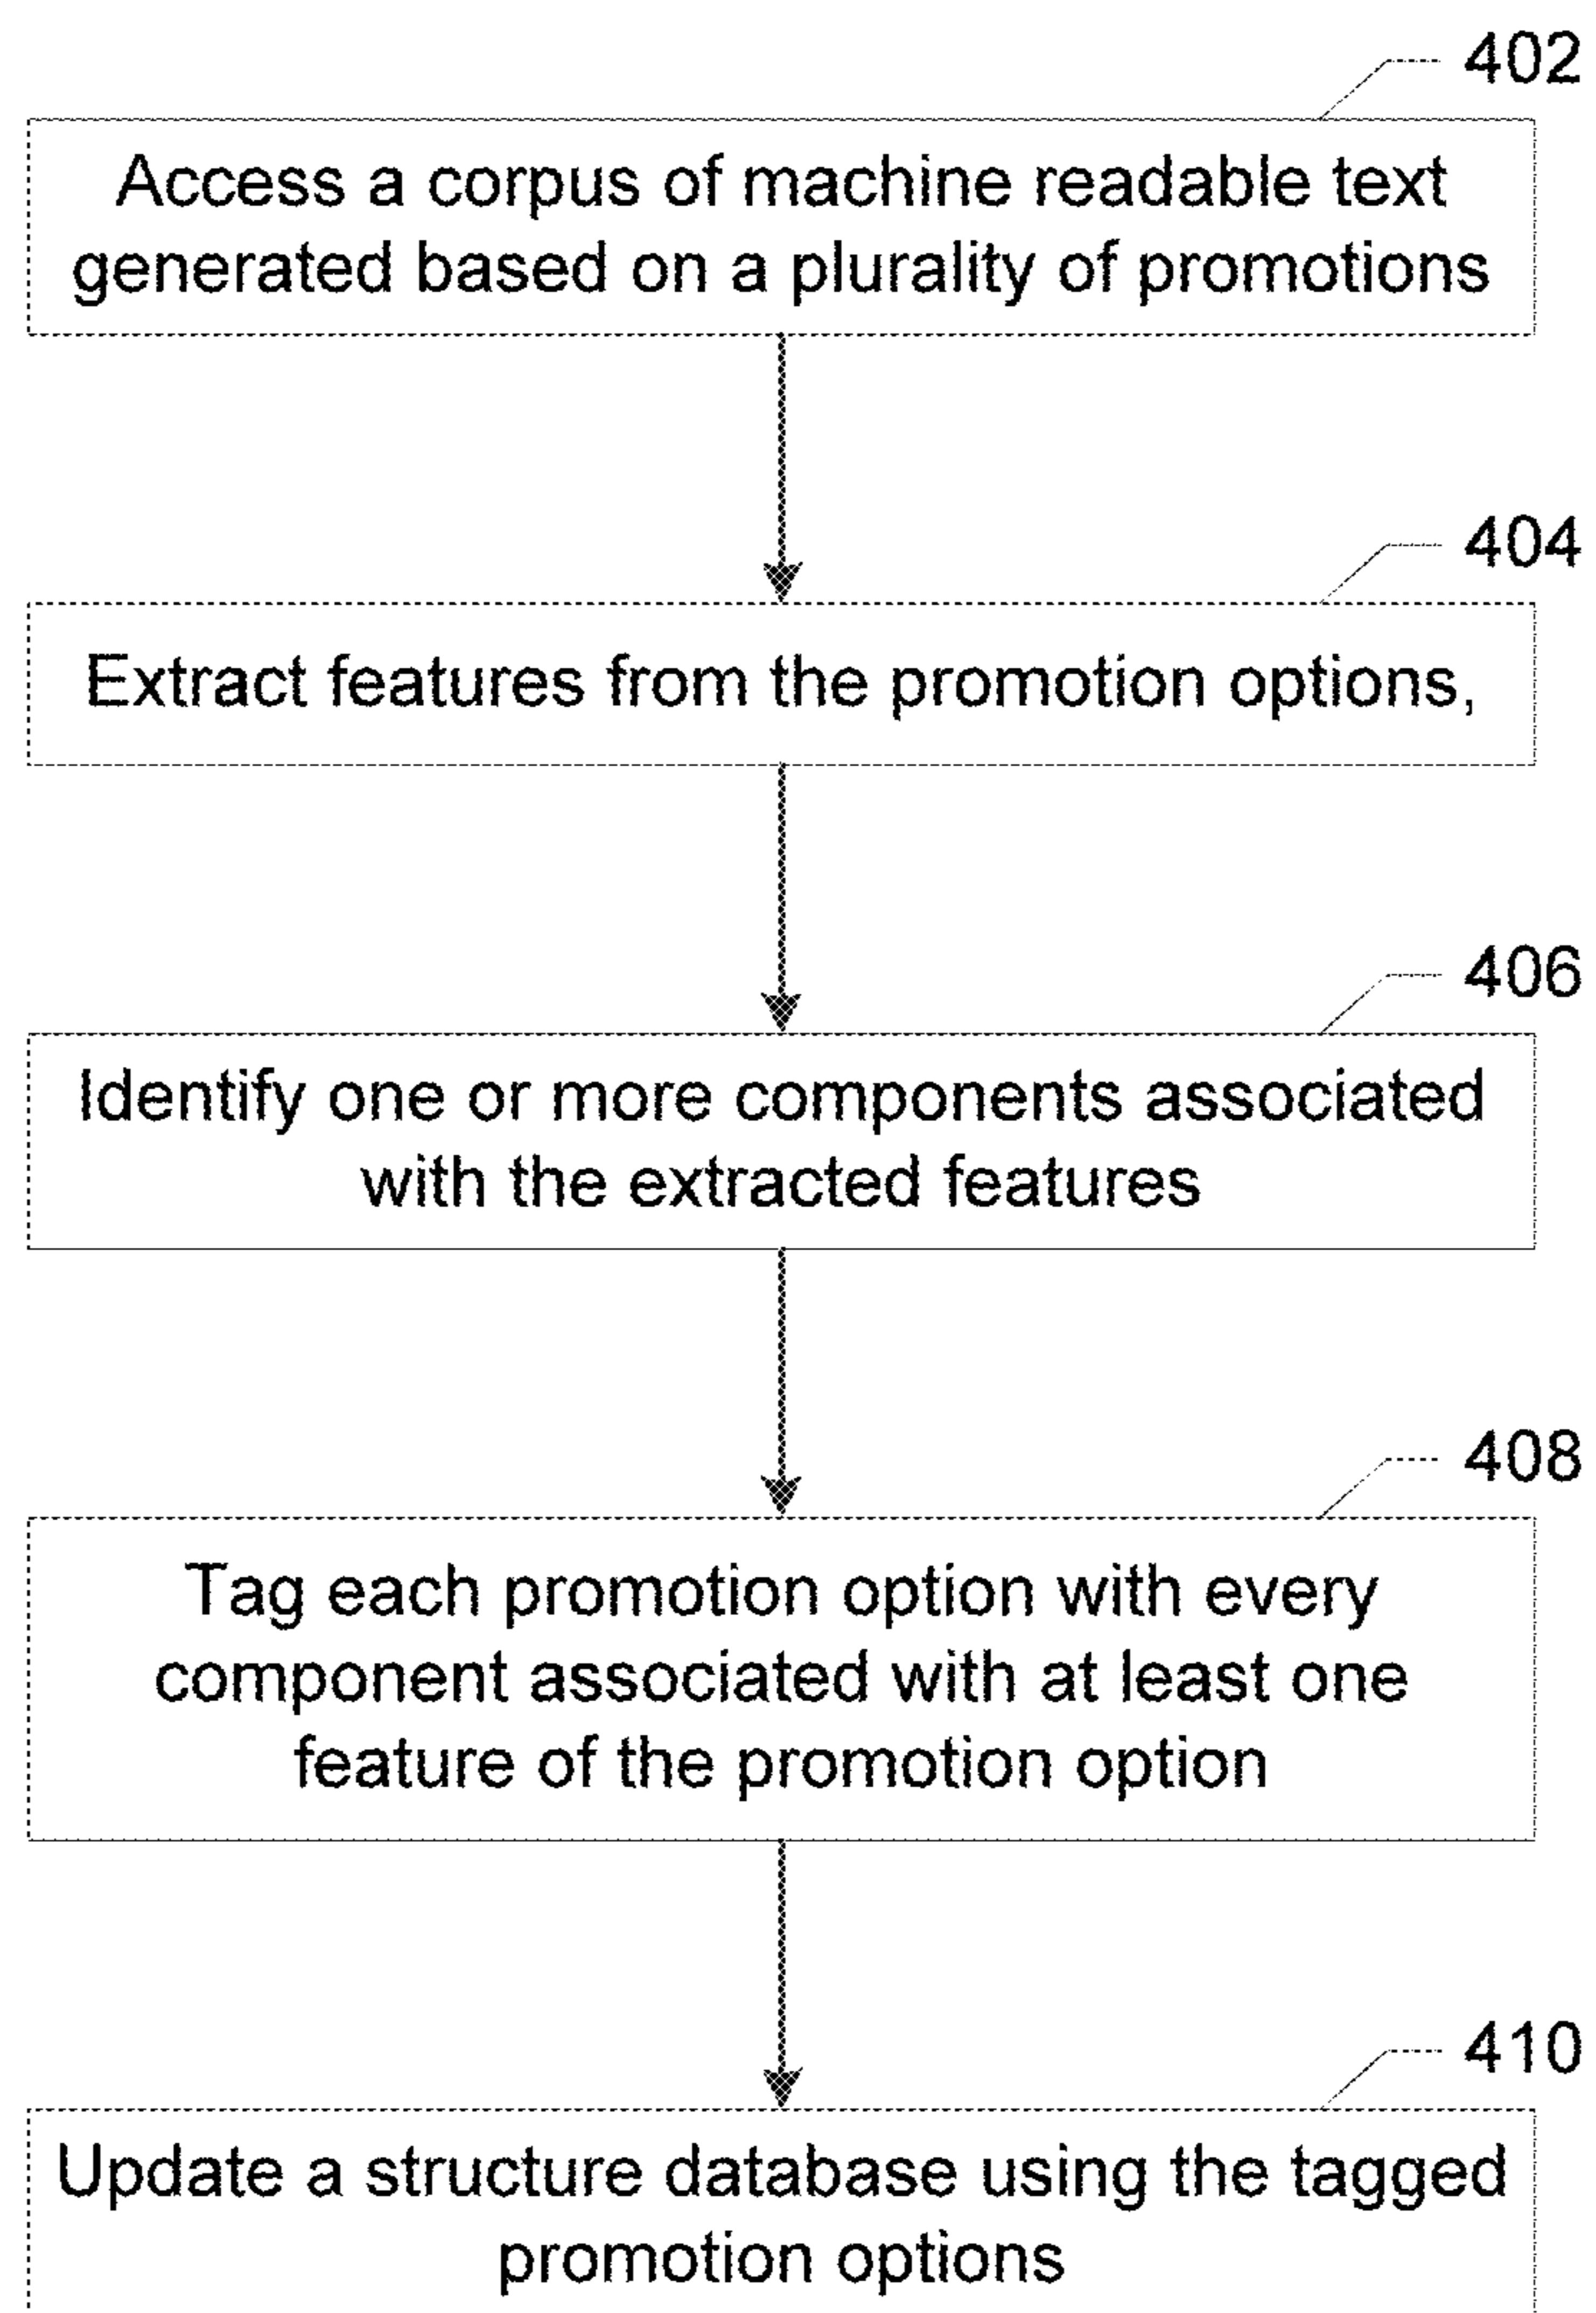 402
Access a corpus of machine readable text
generated based on a plurality of promotions
404
Extract features from the promotion options,
406
Identify one or more components associated
with the extracted features
408
Tag each promotion option with every
component associated with at least one
feature of the promotion option
410
Update a structure database using the tagged
promotion options